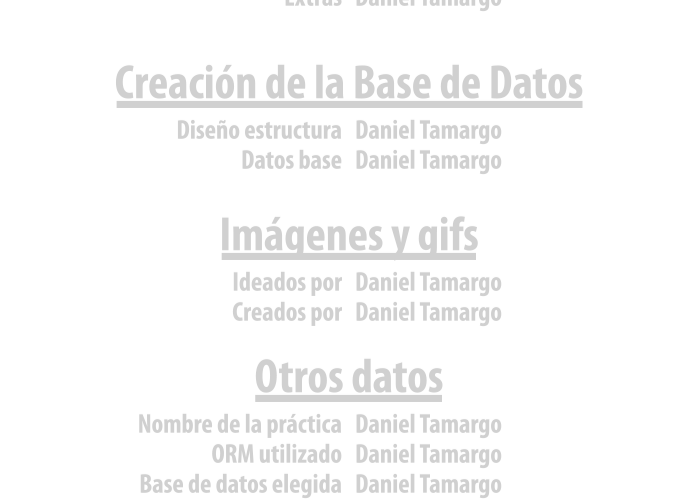 Extras Daniel Tamargo
Creación de la Base de Datos
Diseño estructura Daniel Tamargo
Datos base Daniel Tamargo
Imágenes y gifs
Ideados por Daniel Tamargo
Creados por Daniel Tamargo
Otros datos
Nombre de la práctica Daniel Tamargo
ORM utilizado Daniel Tamargo
Base de datos elegida Daniel Tamargo